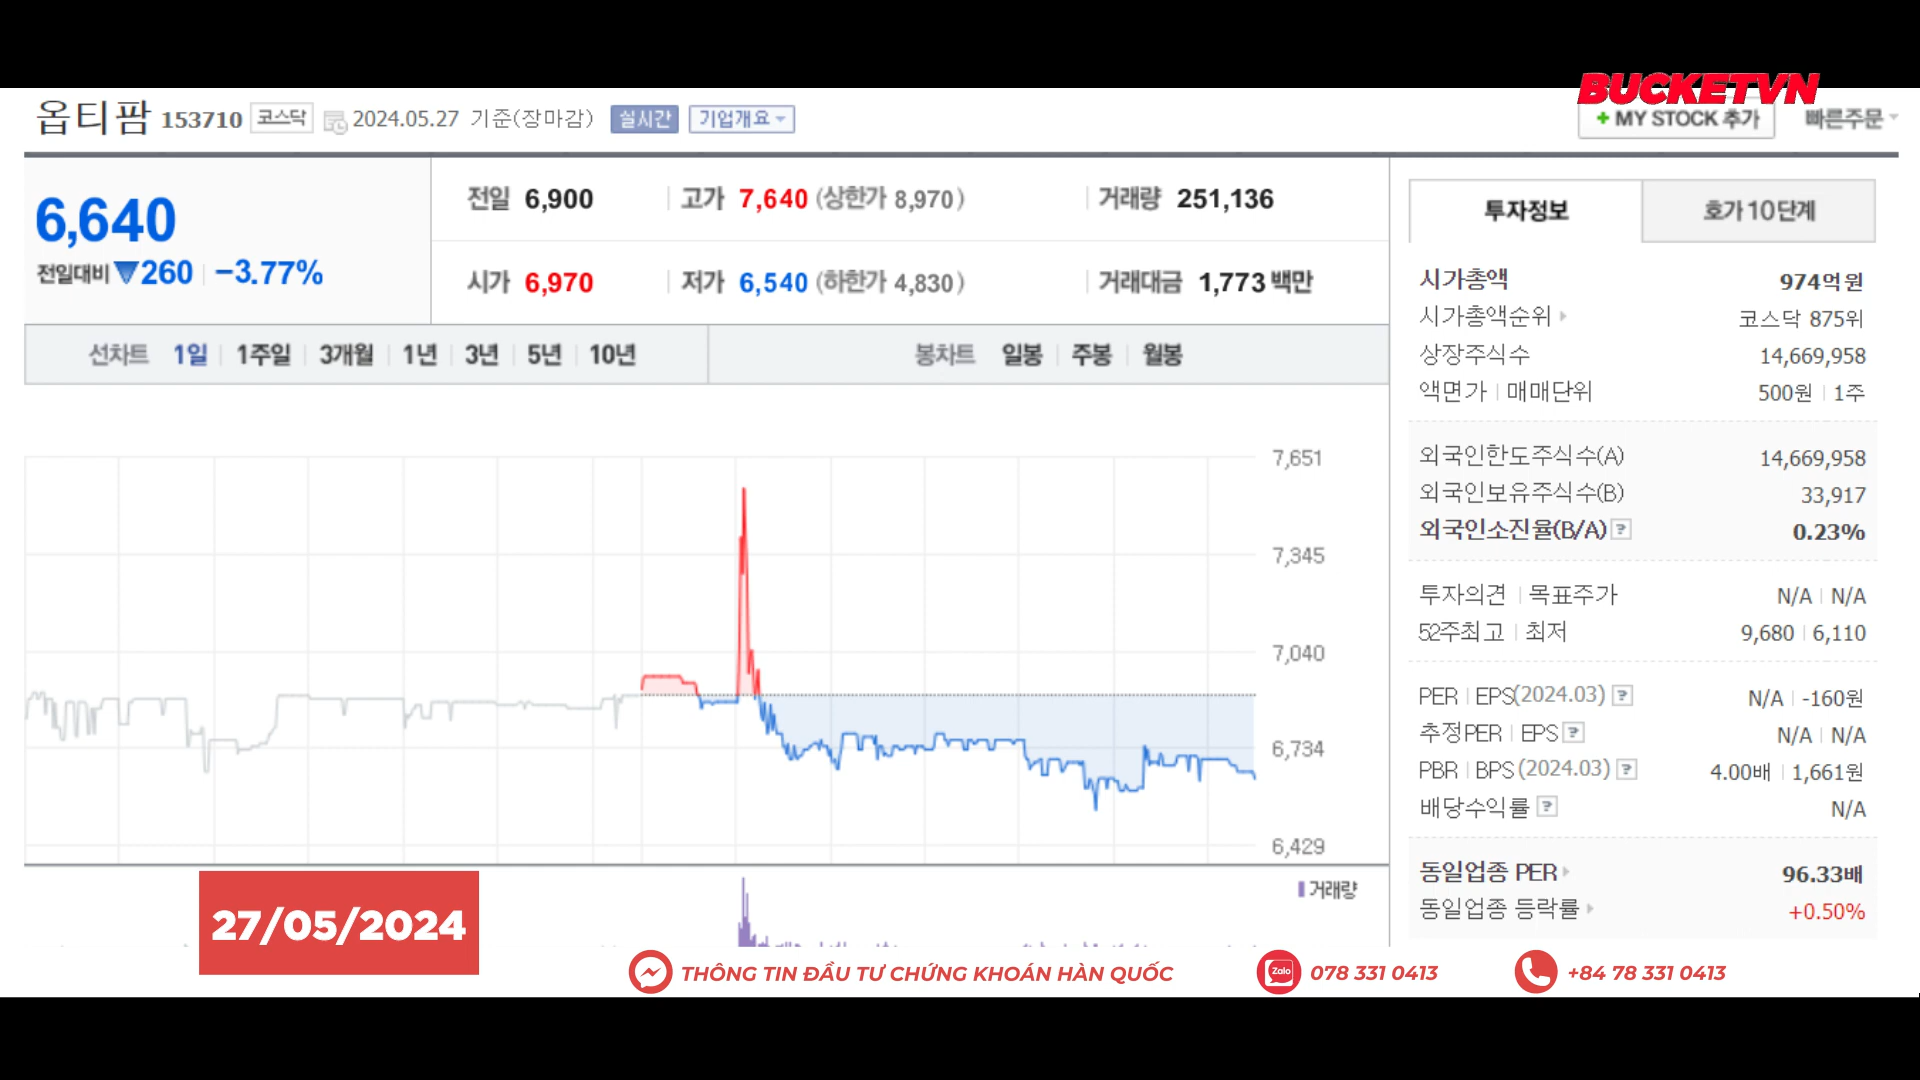 BUCKETVN
옵티팜 153710 코스닥 2024.05.27 기준(장마감) 실시간 기업개요
+ MY STOCK 추가 빠른주문
6,640
전일대비 ▼260 -3.77%
전일 6,900 고가 7,640 (상한가 8,970) 거래량 251,136
시가 6,970 저가 6,540 (하한가 4,830) 거래대금 1,773 백만
선차트 1일 1주일 3개월 1년 3년 5년 10년 봉차트 일봉 주봉 월봉
7,651
7,345
7,040
6,734
6,429
거래량
투자정보 호가 10단계
시가총액 974억원
시가총액순위 코스닥 875위
상장주식수 14,669,958
액면가 매매단위 500원 1주
외국인한도주식수(A) 14,669,958
외국인보유주식수(B) 33,917
외국인소진율(B/A) ? 0.23%
투자의견 목표주가 N/A N/A
52주최고 최저 9,680 6,110
PER EPS(2024.03) ? N/A -160원
추정PER EPS ? N/A N/A
PBR BPS(2024.03) ? 4.00배 1,661원
배당수익률 ? N/A
동일업종 PER 96.33배
동일업종 등락률 +0.50%
27/05/2024
THÔNG TIN ĐẦU TƯ CHỨNG KHOÁN HÀN QUỐC
Zalo 078 331 0413
+84 78 331 0413